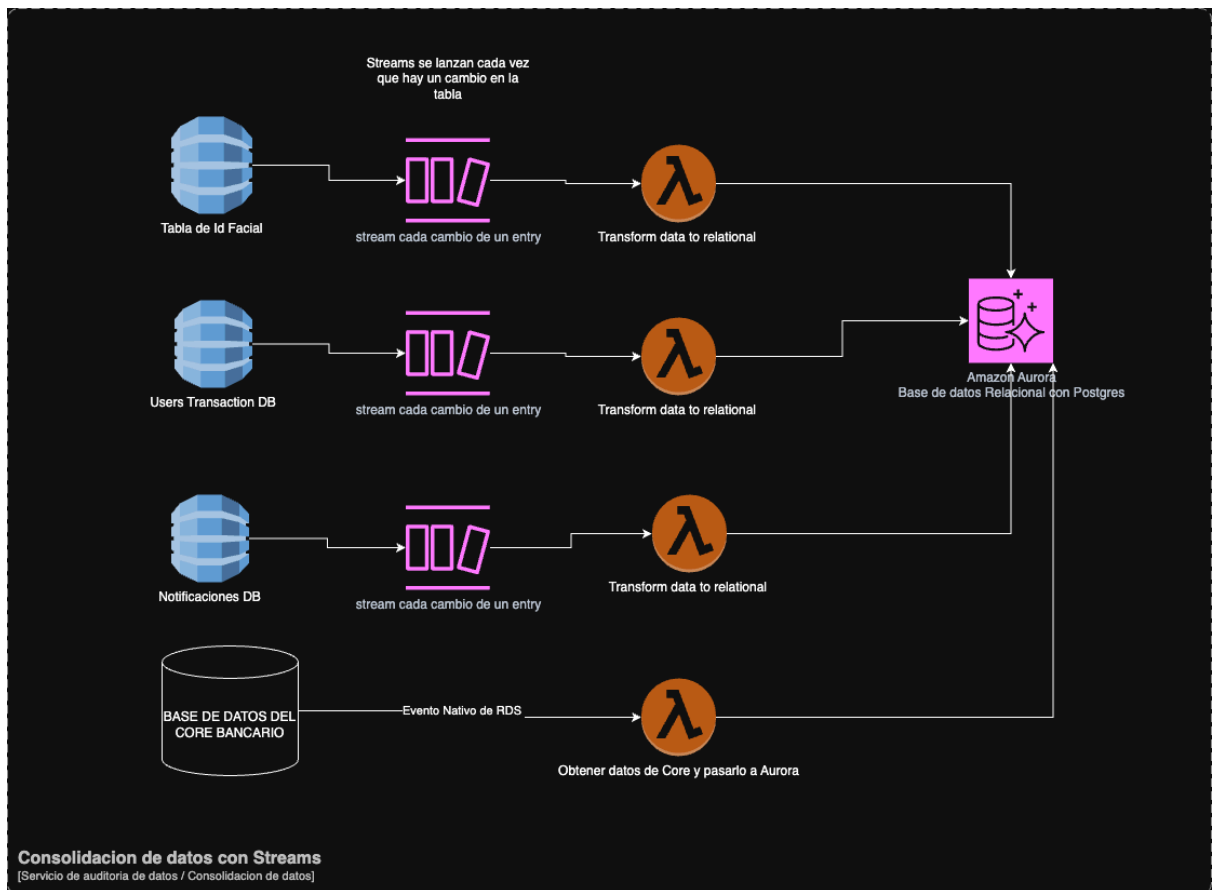 Streams se lanzan cada vez
que hay un cambio en la
tabla
Tabla de Id Facial
stream cada cambio de un entry
Transform data to relational
Users Transaction DB
stream cada cambio de un entry
Transform data to relational
Amazon Aurora
Base de datos Relacional con Postgres
Notificaciones DB
stream cada cambio de un entry
Transform data to relational
BASE DE DATOS DEL
CORE BANCARIO
Evento Nativo de RDS
Obtener datos de Core y pasarlo a Aurora
Consolidacion de datos con Streams
[Servicio de auditoria de datos / Consolidacion de datos]